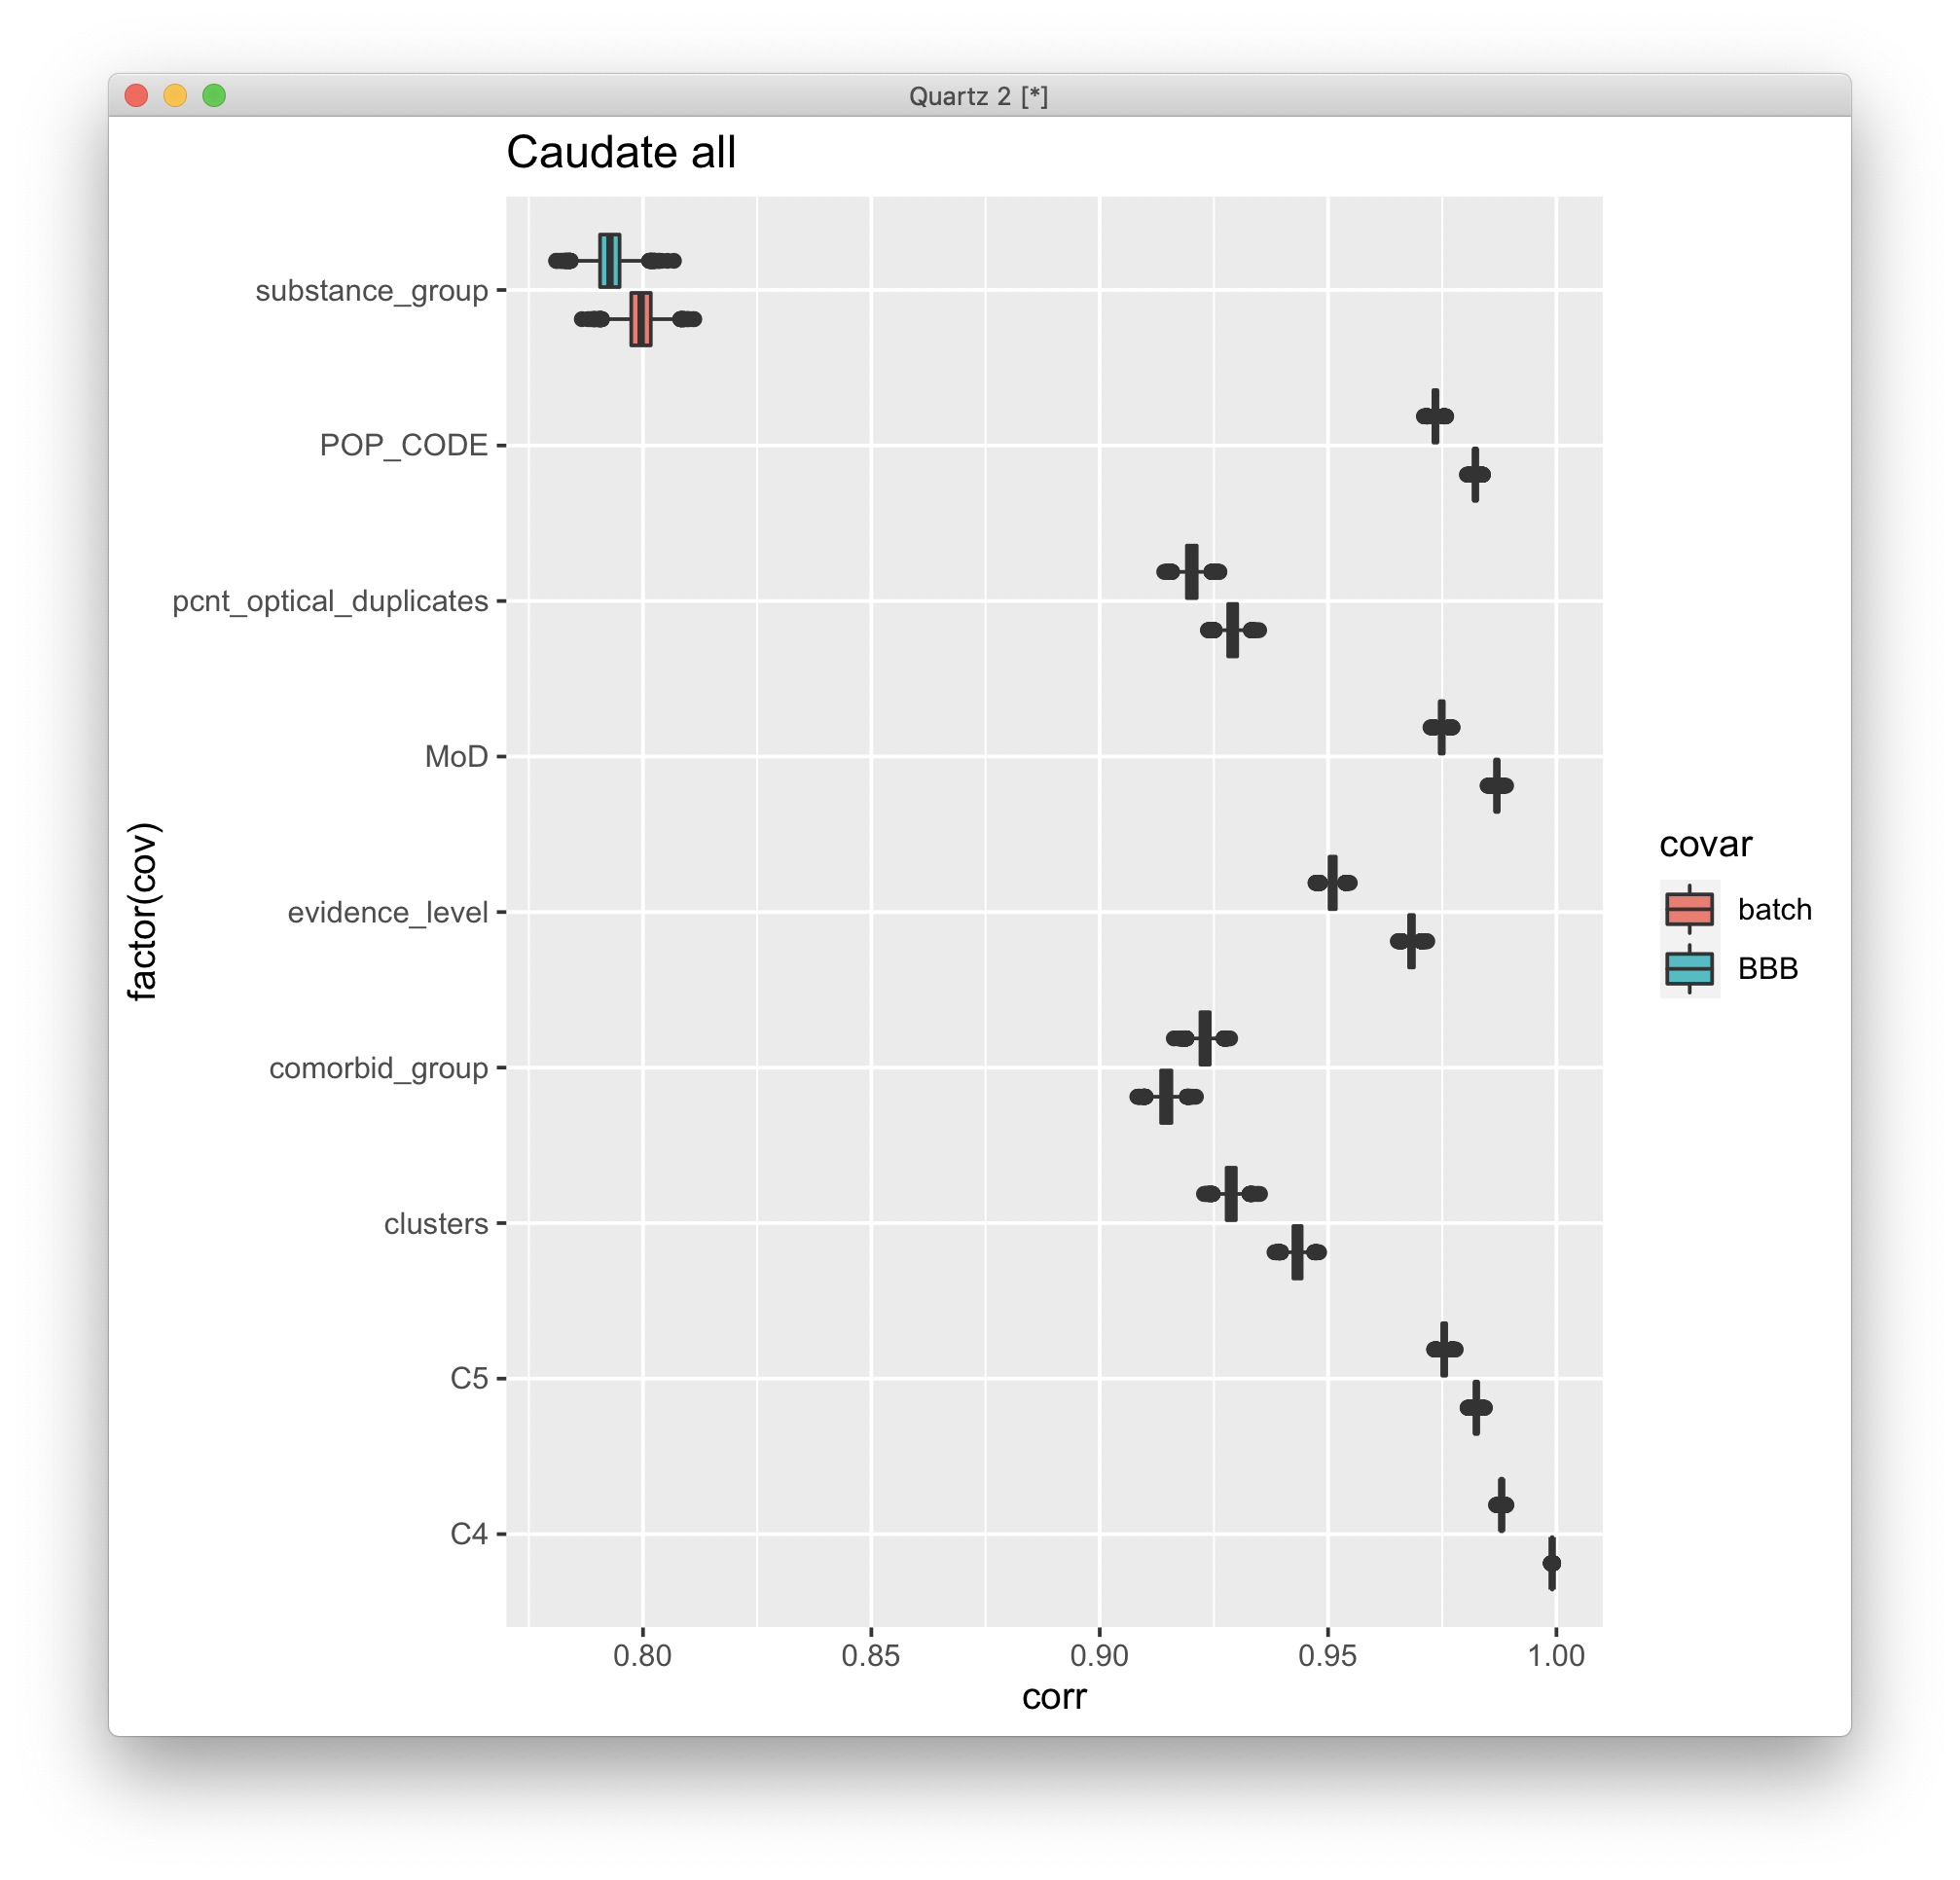 Quartz 2 [*]
Caudate all
substance_group
POP_CODE
pcnt_optical_duplicates
MoD
evidence_level
comorbid_group
clusters
C5
C4
factor(cov)
0.80 0.85 0.90 0.95 1.00
corr
covar
batch
BBB